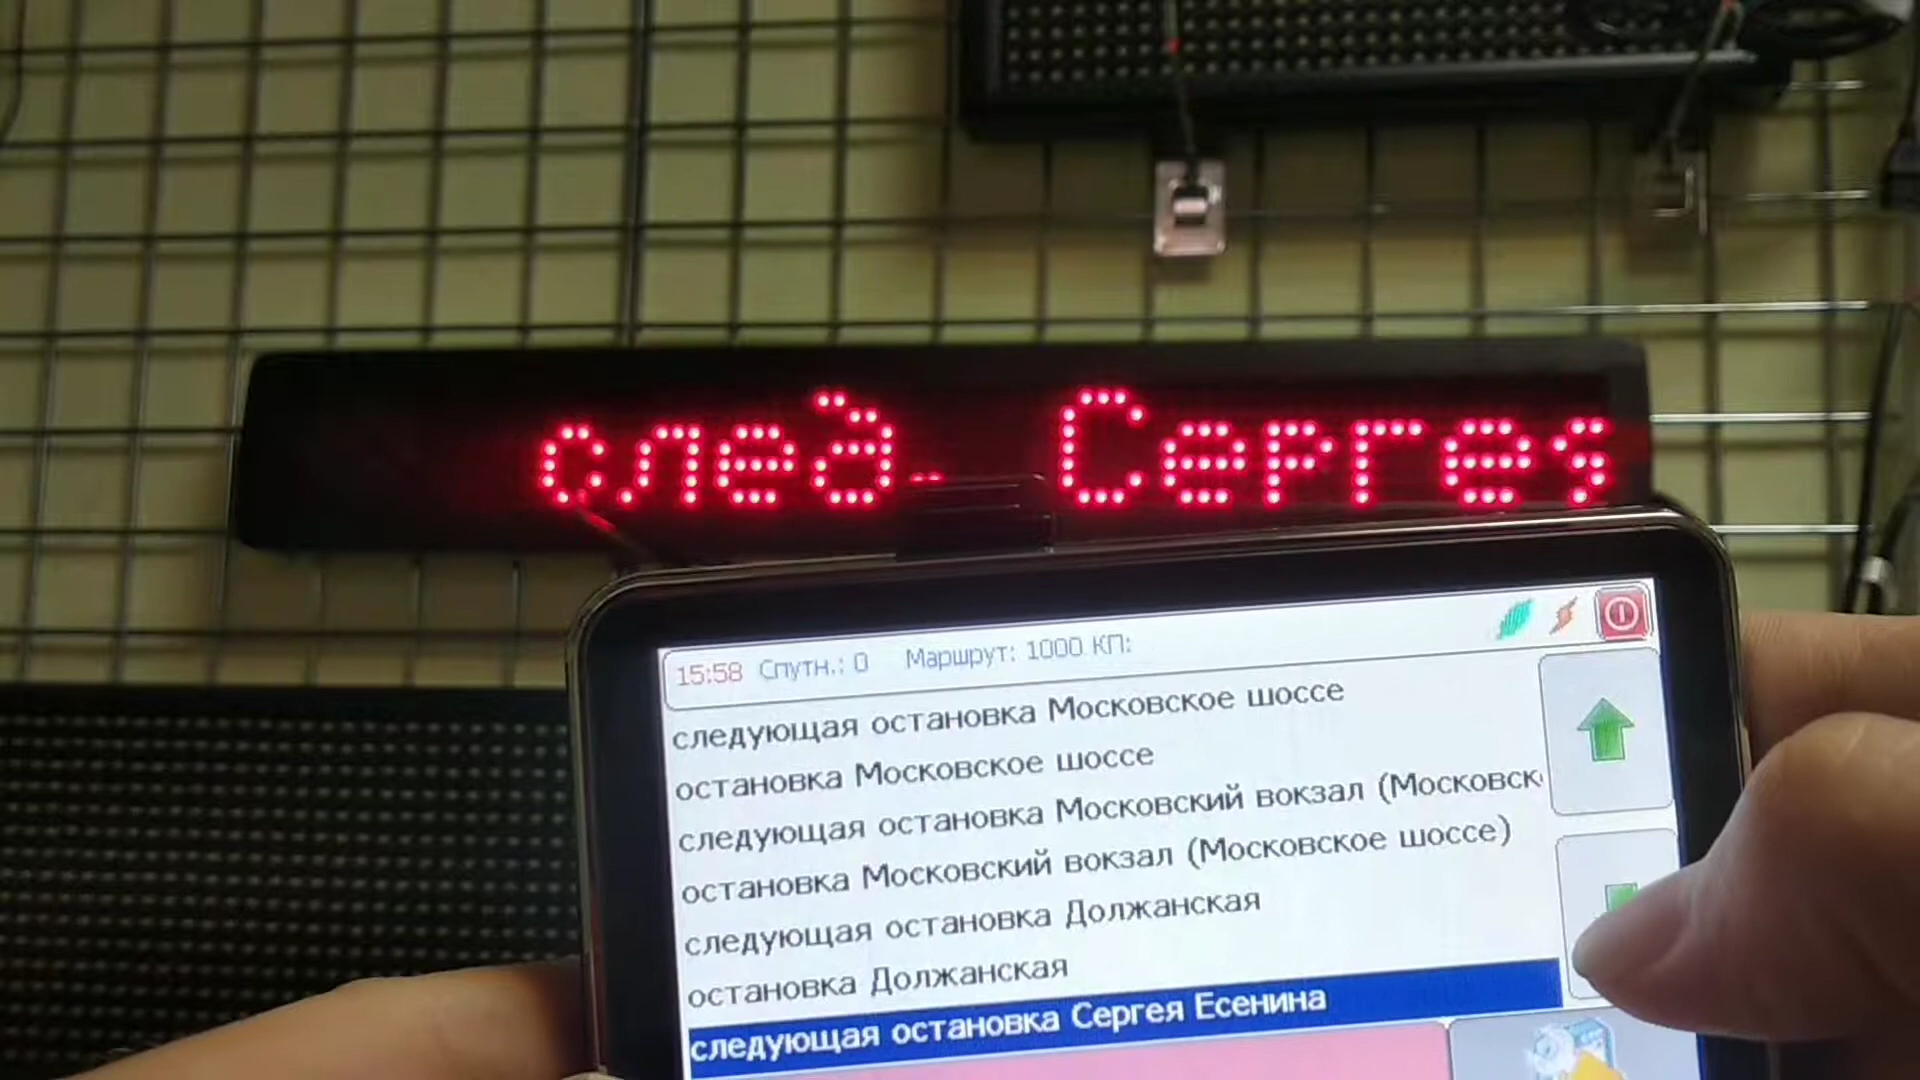 след. Сергея
15:58 Спутн.: 0 Маршрут: 1000 КП:
следующая остановка Московское шоссе
остановка Московское шоссе
следующая остановка Московский вокзал (Московск
остановка Московский вокзал (Московское шоссе)
следующая остановка Должанская
остановка Должанская
следующая остановка Сергея Есенина